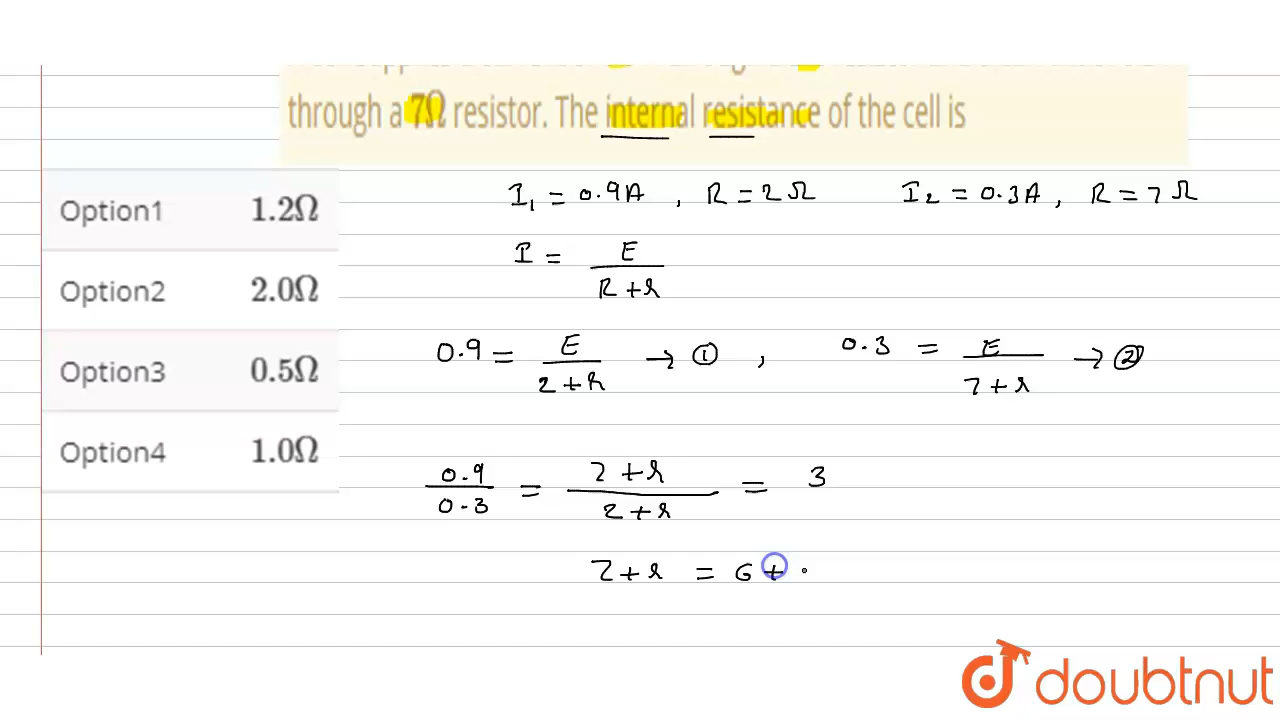 through a 7Ω resistor. The internal resistance of the cell is
Option1 1.2Ω
Option2 2.0Ω
Option3 0.5Ω
Option4 1.0Ω
I₁ = 0.9A , R = 2Ω I₂ = 0.3A , R = 7Ω
I = E / R+r
0.9 = E / 2+r → ① , 0.3 = E / 7+r → ②
0.9 / 0.3 = 7+r / 2+r = 3
7+r = 6+
doubtnut